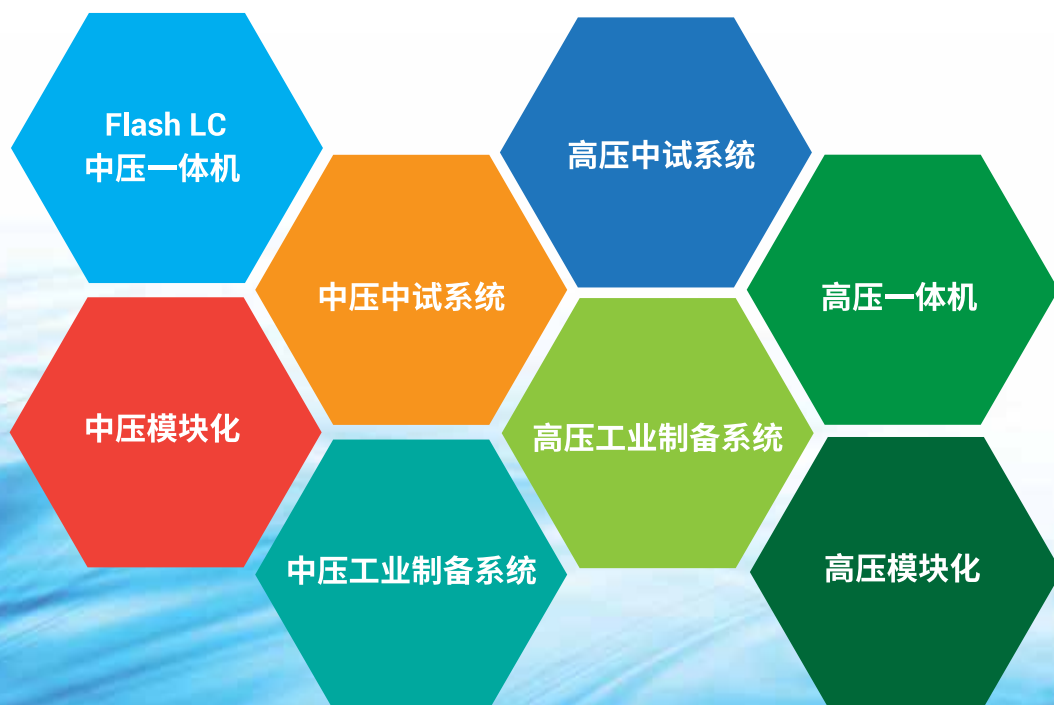 Flash LC
中压一体机
高压中试系统
中压中试系统
高压一体机
中压模块化
高压工业制备系统
中压工业制备系统
高压模块化